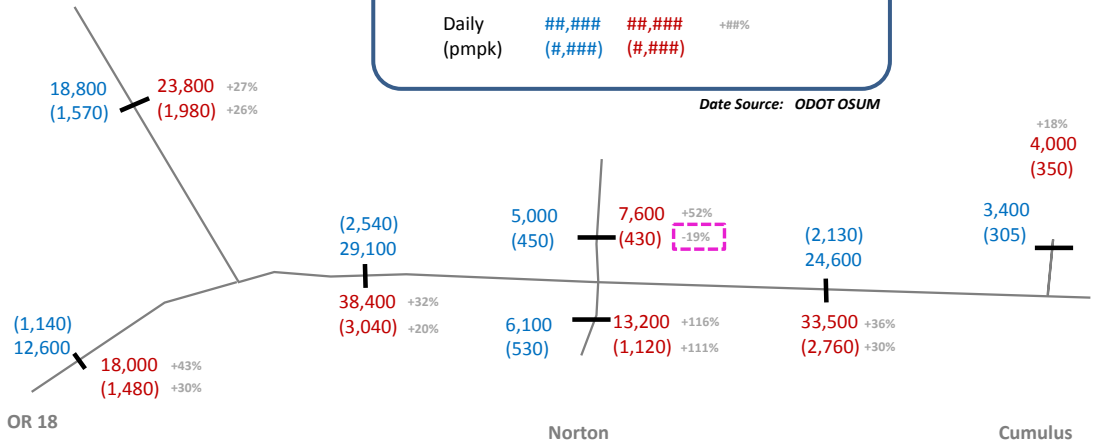 Daily ##,### ##,### +##%
(pmpk) (#,###) (#,###)
Date Source: ODOT OSUM
18,800 23,800 +27%
(1,570) (1,980) +26%
+18%
4,000
(350)
3,400
(305)
5,000 7,600 +52%
(450) (430) -19%
(2,540)
29,100
38,400 +32%
(3,040) +20%
(2,130)
24,600
33,500 +36%
(2,760) +30%
6,100 13,200 +116%
(530) (1,120) +111%
(1,140)
12,600
18,000 +43%
(1,480) +30%
OR 18
Norton
Cumulus